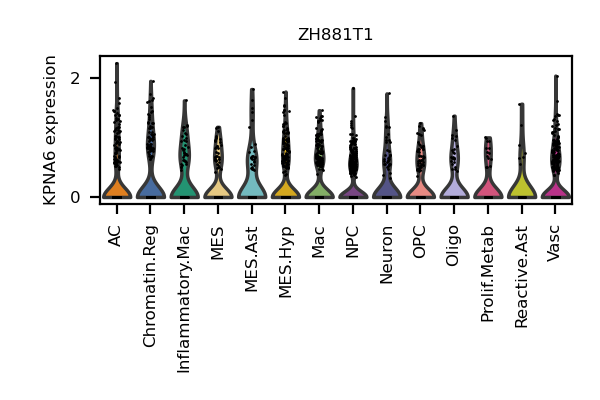 ZH881T1
KPNA6 expression
2
0
AC
Chromatin.Reg
Inflammatory.Mac
MES
MES.Ast
MES.Hyp
Mac
NPC
Neuron
OPC
Oligo
Prolif.Metab
Reactive.Ast
Vasc